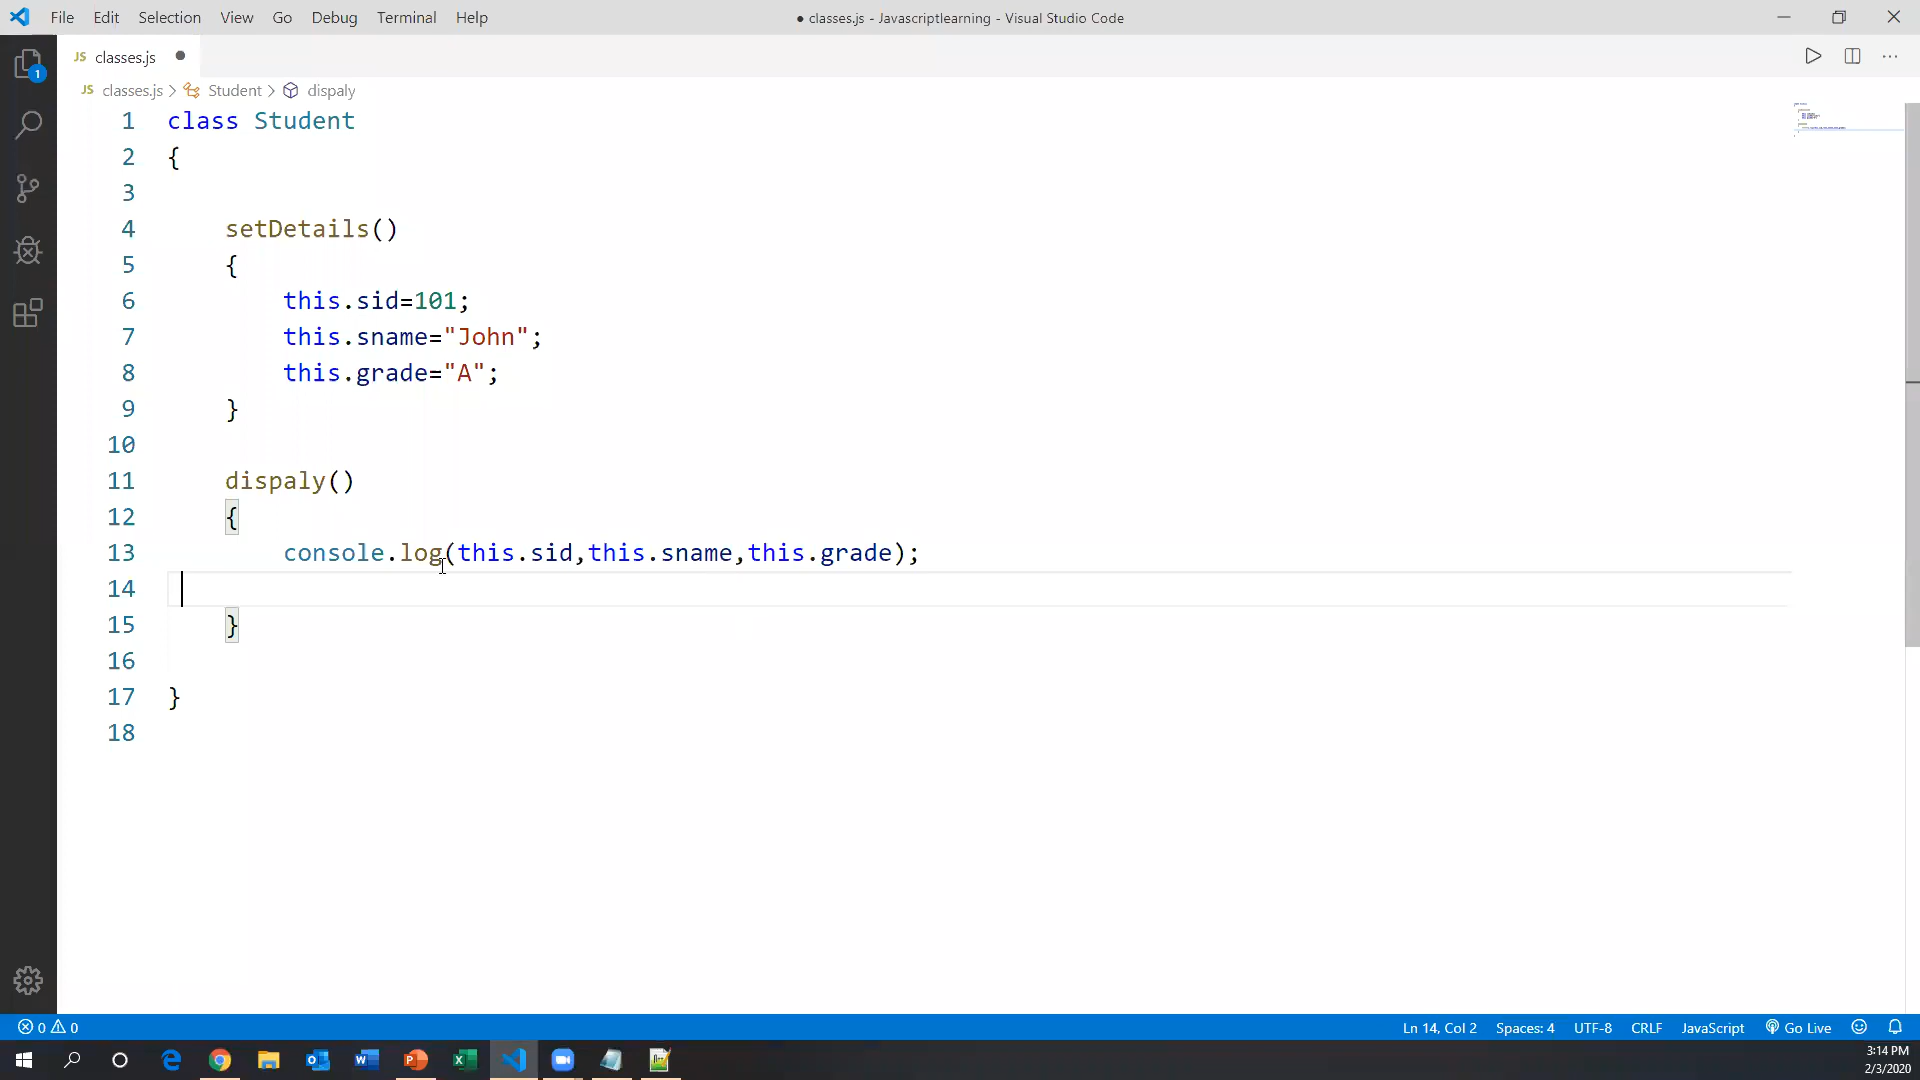 File Edit Selection View Go Debug Terminal Help
● classes.js - Javascriptlearning - Visual Studio Code
1
JS classes.js ●
JS classes.js > Student > dispaly
1 class Student
2 {
3
4 setDetails()
5 {
6 this.sid=101;
7 this.sname="John";
8 this.grade="A";
9 }
10
11 dispaly()
12 {
13 console.log(this.sid,this.sname,this.grade);
14
15 }
16
17 }
18
0 0 Ln 14, Col 2 Spaces: 4 UTF-8 CRLF JavaScript Go Live
3:14 PM
2/3/2020